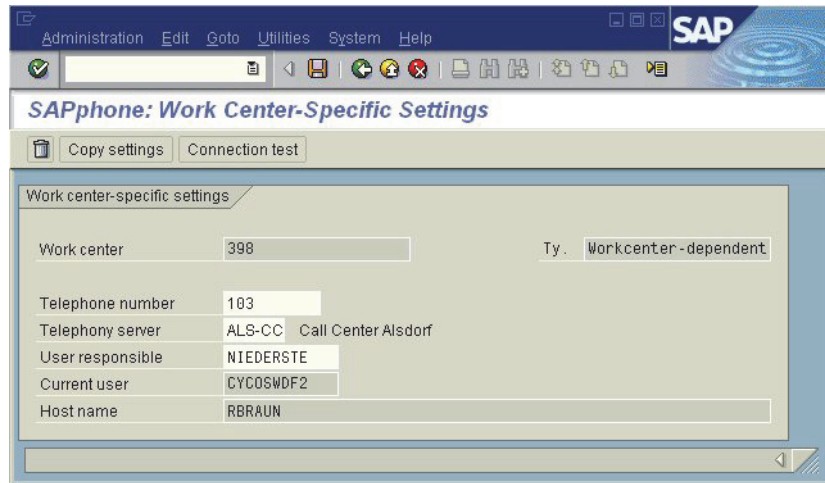 Administration Edit Goto Utilities System Help
SAP
SAPphone: Work Center-Specific Settings
Copy settings Connection test
Work center-specific settings
Work center 398 Ty. Workcenter-dependent
Telephone number 103
Telephony server ALS-CC Call Center Alsdorf
User responsible NIEDERSTE
Current user CYCOSWDF2
Host name RBRAUN